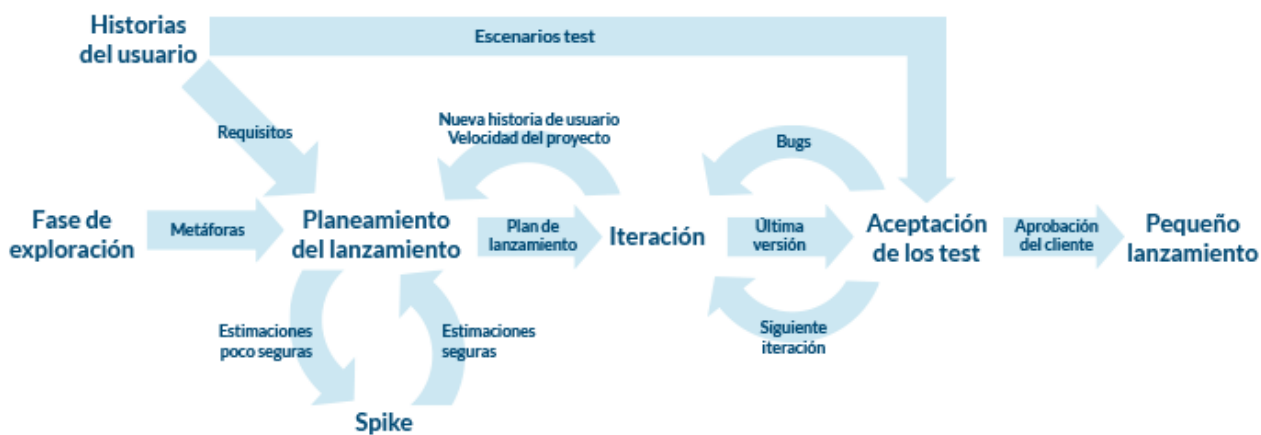 Historias
del usuario
Escenarios test
Requisitos
Nueva historia de usuario
Velocidad del proyecto
Bugs
Fase de
exploración
Metáforas
Planeamiento
del lanzamiento
Plan de
lanzamiento
Iteración
Última
versión
Aceptación
de los test
Aprobación
del cliente
Pequeño
lanzamiento
Estimaciones
poco seguras
Estimaciones
seguras
Siguiente
iteración
Spike